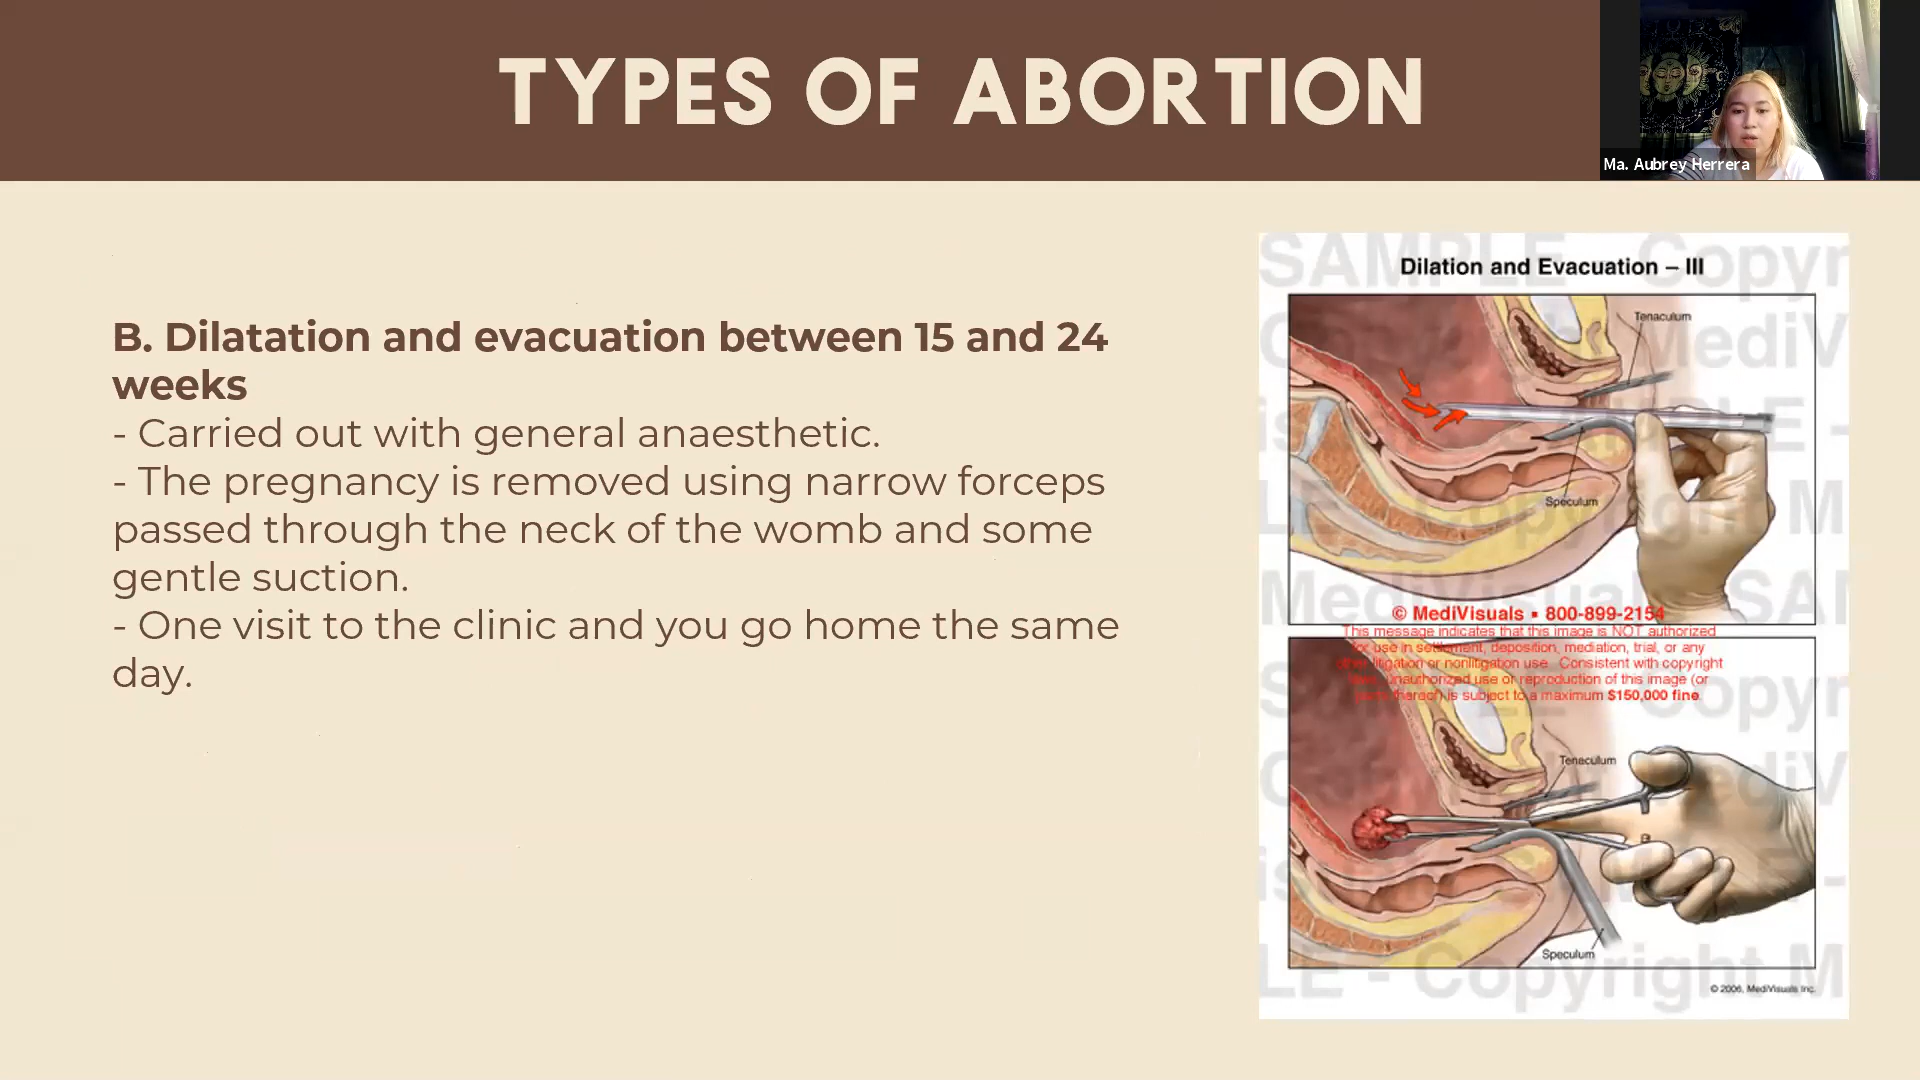 TYPES OF ABORTION
Ma. Aubrey Herrera
B. Dilatation and evacuation between 15 and 24
weeks
- Carried out with general anaesthetic.
- The pregnancy is removed using narrow forceps
passed through the neck of the womb and some
gentle suction.
- One visit to the clinic and you go home the same
day.
SAMPLE - Copyr
Dilation and Evacuation – III
Tenaculum
Speculum
© MediVisuals ▪ 800-899-2154
This message indicates that this image is NOT authorized
for use in settlement, deposition, mediation, trial, or any
other litigation or nonlitigation use. Consistent with copyright
unauthorized use or reproduction of this image (or
parts thereof) is subject to a maximum $150,000 fine.
Tenaculum
Speculum
LE - Copyright M
© 2006, MediVisuals Inc.